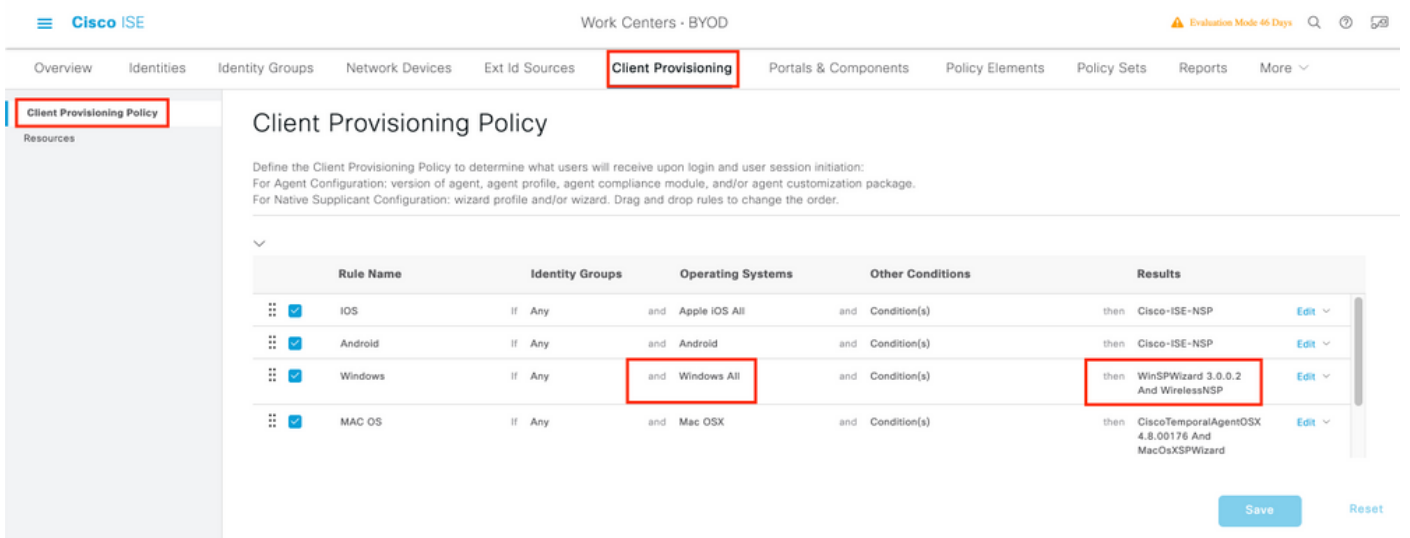 Cisco ISE
Work Centers · BYOD
Evaluation Mode 46 Days
Overview Identities Identity Groups Network Devices Ext Id Sources Client Provisioning Portals & Components Policy Elements Policy Sets Reports More
Client Provisioning Policy
Resources
Client Provisioning Policy
Define the Client Provisioning Policy to determine what users will receive upon login and user session initiation:
For Agent Configuration: version of agent, agent profile, agent compliance module, and/or agent customization package.
For Native Supplicant Configuration: wizard profile and/or wizard. Drag and drop rules to change the order.
Rule Name Identity Groups Operating Systems Other Conditions Results
IOS If Any and Apple iOS All and Condition(s) then Cisco-ISE-NSP Edit
Android If Any and Android and Condition(s) then Cisco-ISE-NSP Edit
Windows If Any and Windows All and Condition(s) then WinSPWizard 3.0.0.2 Edit
And WirelessNSP
MAC OS If Any and Mac OSX and Condition(s) then CiscoTemporalAgentOSX Edit
4.8.00176 And
MacOsXSPWizard
Save Reset